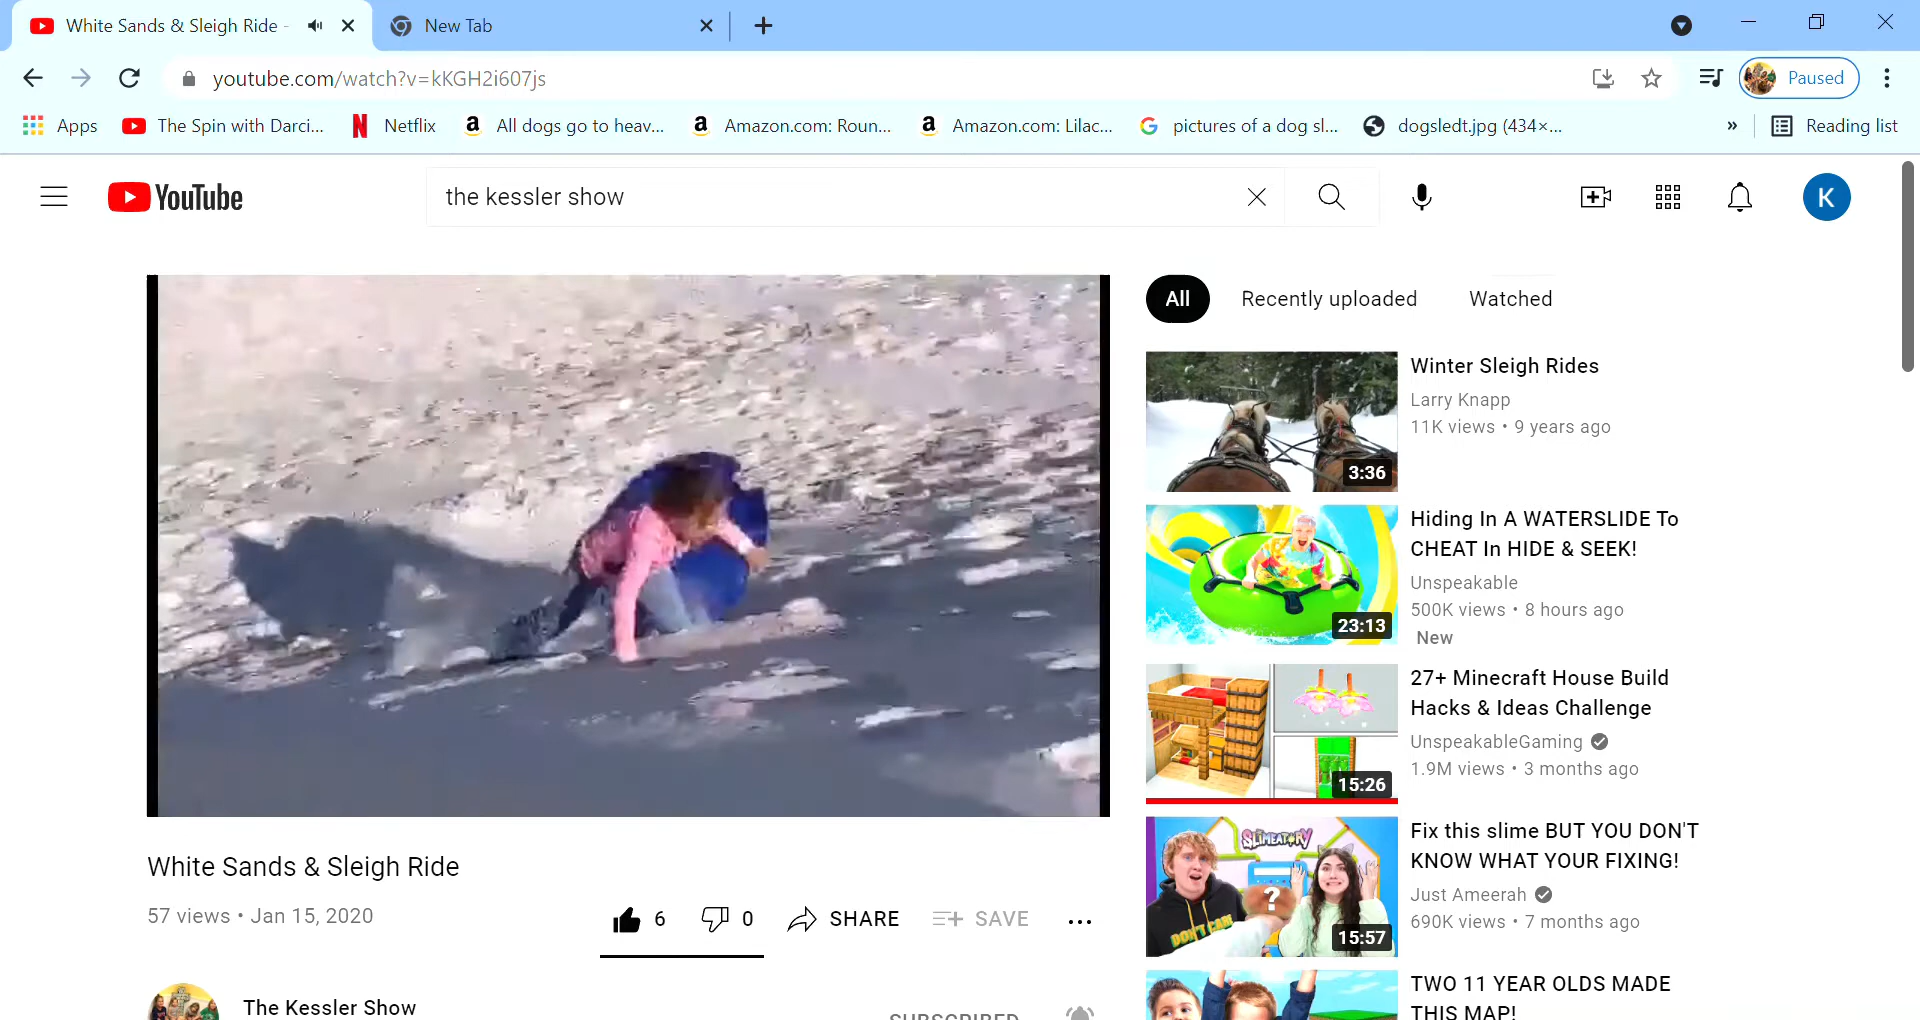 White Sands & Sleigh Ride -
New Tab
youtube.com/watch?v=kKGH2i607js
Paused
Apps
The Spin with Darci...
Netflix
All dogs go to heav...
Amazon.com: Roun...
Amazon.com: Lilac...
pictures of a dog sl...
dogsledt.jpg (434×...
»
Reading list
YouTube
the kessler show
K
All
Recently uploaded
Watched
Winter Sleigh Rides
Larry Knapp
11K views • 9 years ago
3:36
Hiding In A WATERSLIDE To
CHEAT In HIDE & SEEK!
Unspeakable
500K views • 8 hours ago
New
23:13
27+ Minecraft House Build
Hacks & Ideas Challenge
UnspeakableGaming
1.9M views • 3 months ago
15:26
SLIMEATORY
?
DON'T CARE
Fix this slime BUT YOU DON'T
KNOW WHAT YOUR FIXING!
Just Ameerah
690K views • 7 months ago
15:57
TWO 11 YEAR OLDS MADE
THIS MAP!
White Sands & Sleigh Ride
57 views • Jan 15, 2020
6
0
SHARE
SAVE
The Kessler Show
SUBSCRIBED